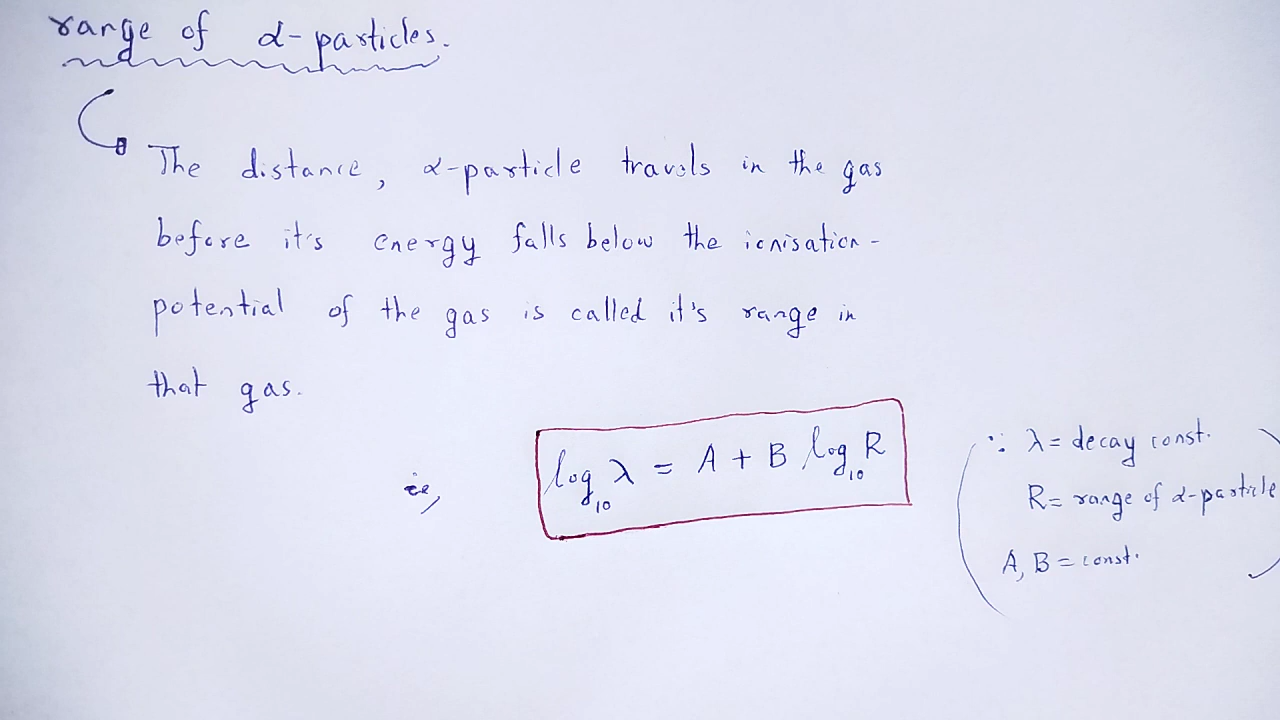 range of α-particles.
The distance, α-particle travels in the gas
before it's energy falls below the ionisation-
potential of the gas is called it's range in
that gas.
ie, log₁₀ λ = A + B log₁₀ R
∵ λ = decay const.
R = range of α-particle
A, B = const.